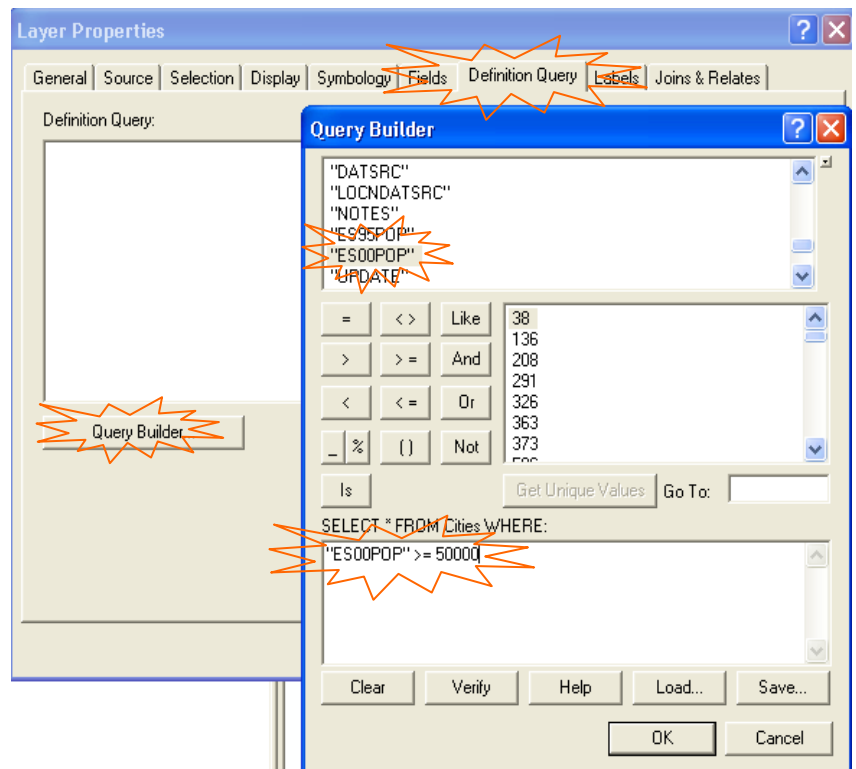 Layer Properties
General Source Selection Display Symbology Fields Definition Query Labels Joins & Relates
Definition Query:
Query Builder
Query Builder
"DATSRC"
"LOCNDATSRC"
"NOTES"
"ES95POP"
"ES00POP"
"UPDATE"
= < > Like
> > = And
< < = Or
_ % ( ) Not
Is
38
136
208
291
326
363
373
Get Unique Values Go To:
SELECT * FROM Cities WHERE:
"ES00POP" >= 50000
Clear Verify Help Load... Save...
OK Cancel